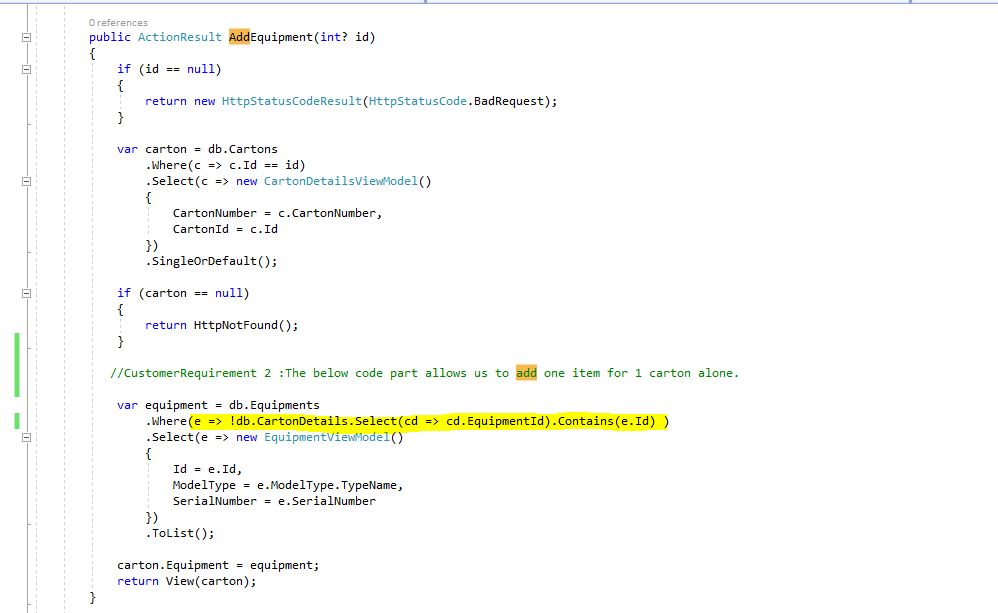 0 references
public ActionResult AddEquipment(int? id)
{
if (id == null)
{
return new HttpStatusCodeResult(HttpStatusCode.BadRequest);
}
var carton = db.Cartons
.Where(c => c.Id == id)
.Select(c => new CartonDetailsViewModel()
{
CartonNumber = c.CartonNumber,
CartonId = c.Id
})
.SingleOrDefault();
if (carton == null)
{
return HttpNotFound();
}
//CustomerRequirement 2 :The below code part allows us to add one item for 1 carton alone.
var equipment = db.Equipments
.Where(e => !db.CartonDetails.Select(cd => cd.EquipmentId).Contains(e.Id) )
.Select(e => new EquipmentViewModel()
{
Id = e.Id,
ModelType = e.ModelType.TypeName,
SerialNumber = e.SerialNumber
})
.ToList();
carton.Equipment = equipment;
return View(carton);
}